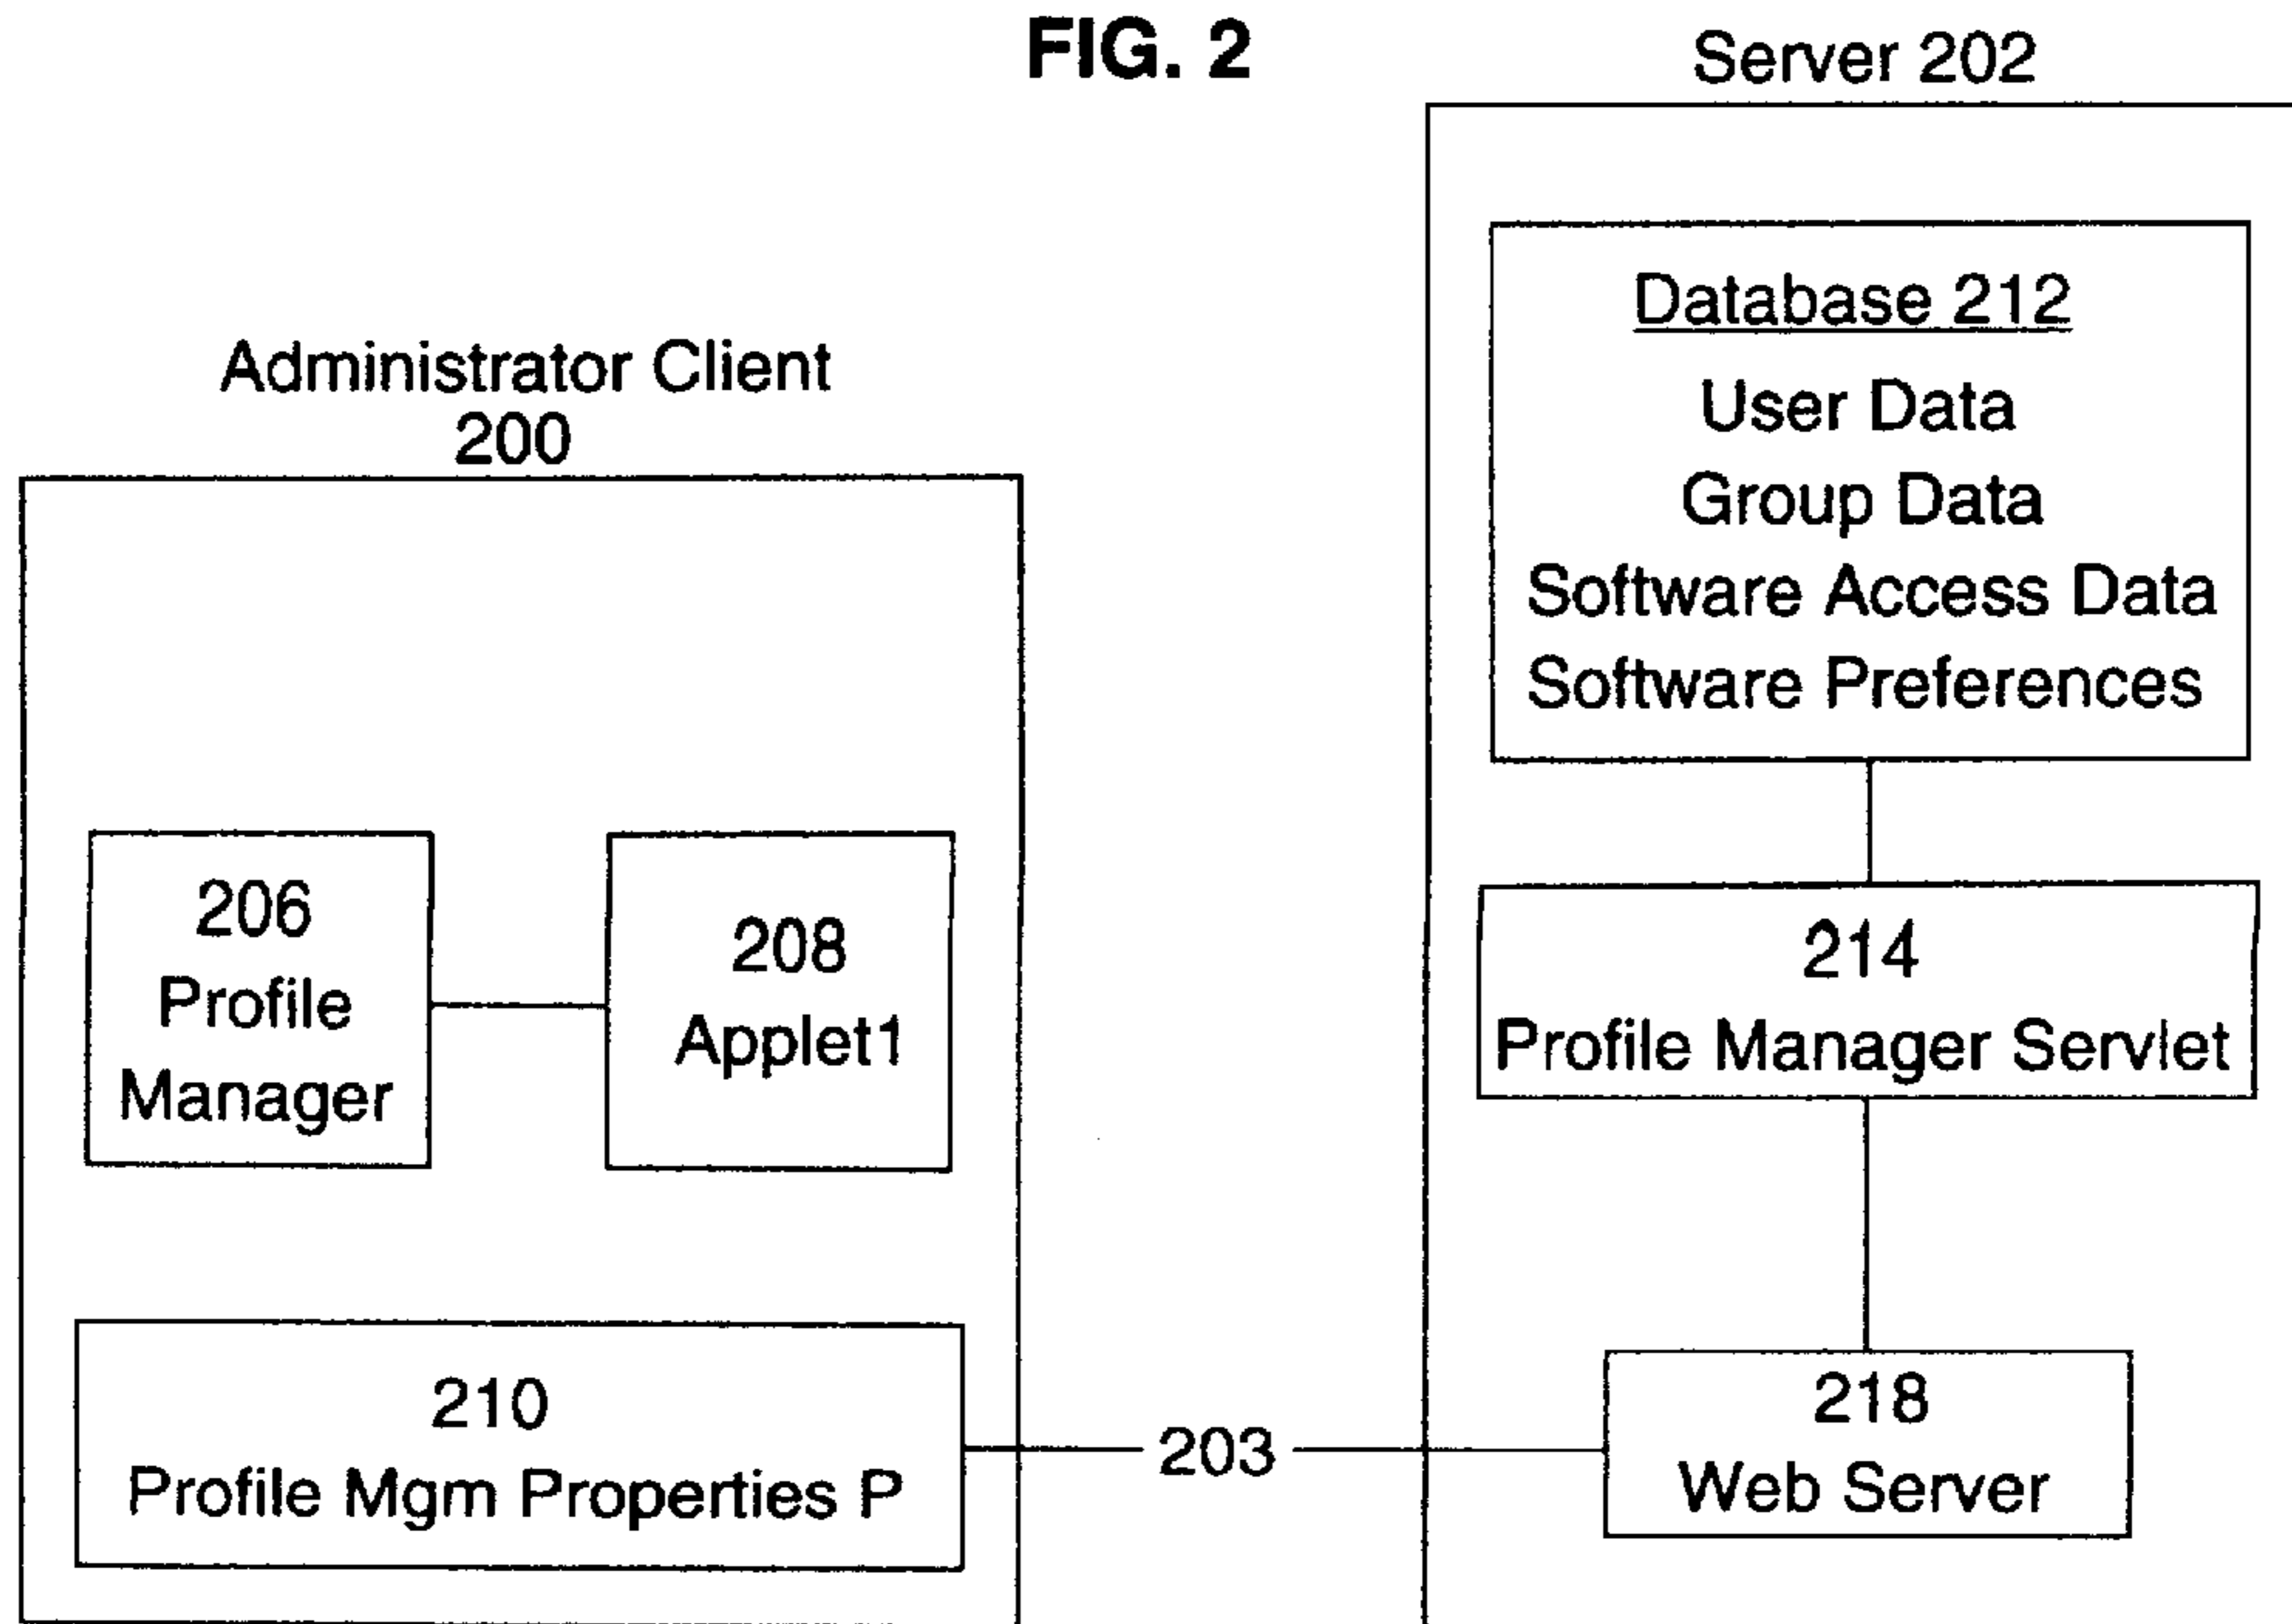 FIG. 2
Server 202
Database 212
User Data
Group Data
Software Access Data
Software Preferences
Administrator Client
200
206
Profile
Manager
208
Applet1
214
Profile Manager Servlet
210
Profile Mgm Properties P
203
218
Web Server